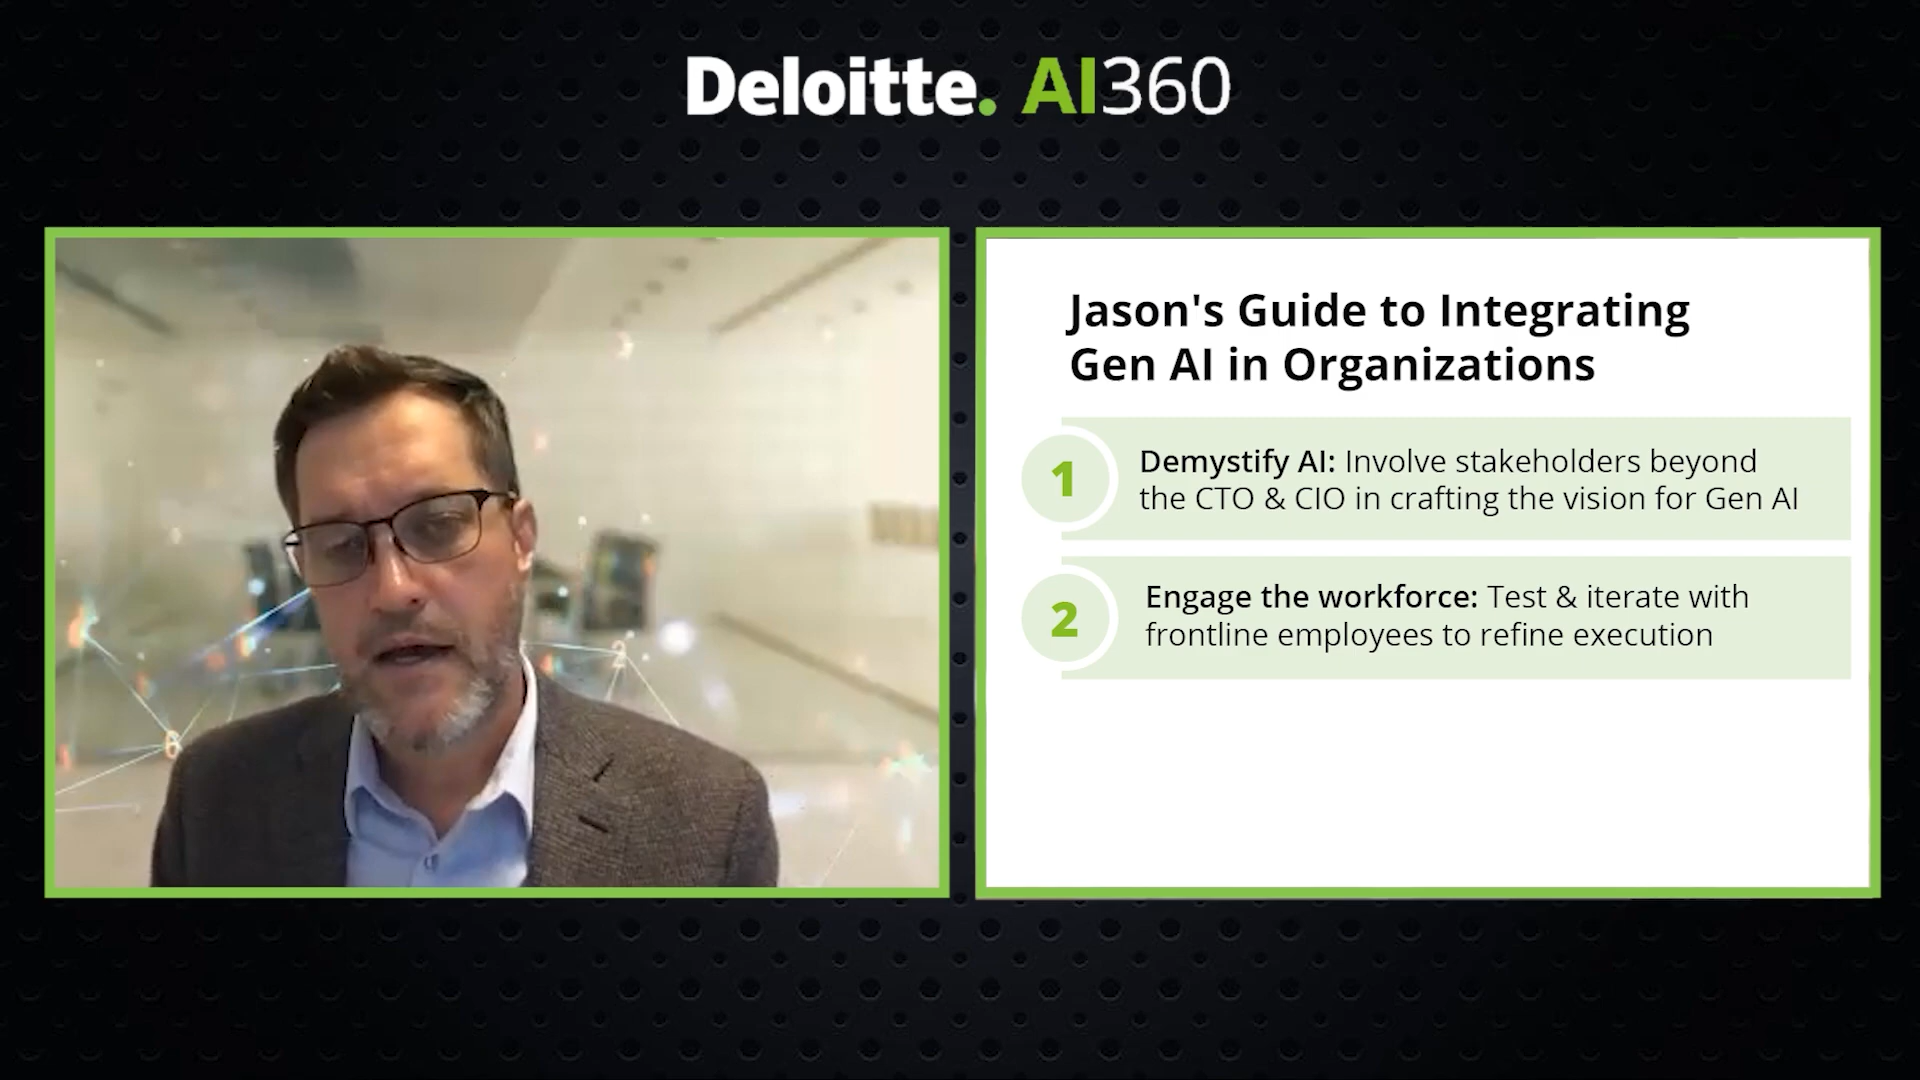 Deloitte. AI360
Jason's Guide to Integrating
Gen AI in Organizations
1
Demystify AI: Involve stakeholders beyond
the CTO & CIO in crafting the vision for Gen AI
2
Engage the workforce: Test & iterate with
frontline employees to refine execution